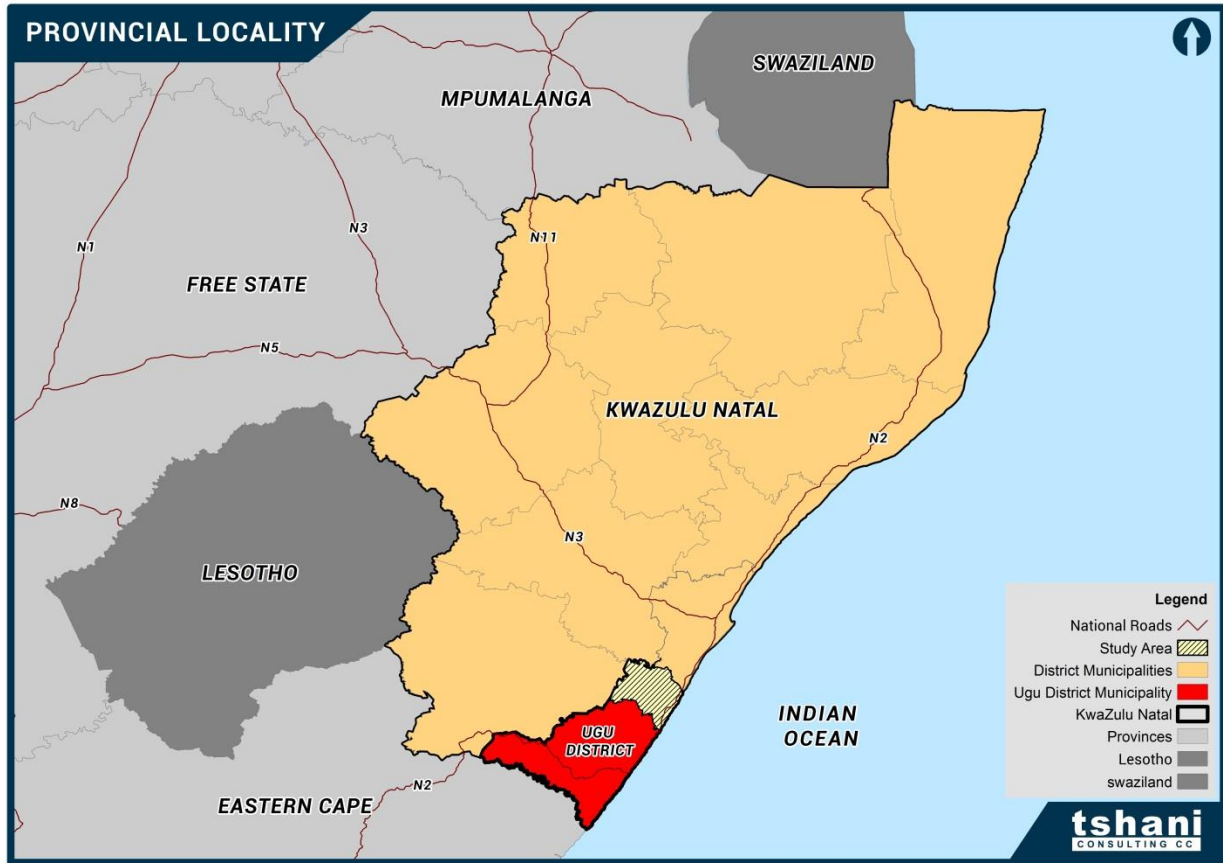 PROVINCIAL LOCALITY
SWAZILAND
MPUMALANGA
N1
N3
N11
FREE STATE
N5
KWAZULU NATAL
N2
N8
N3
LESOTHO
INDIAN
OCEAN
UGU
DISTRICT
N2
EASTERN CAPE
Legend
National Roads
Study Area
District Municipalities
Ugu District Municipality
KwaZulu Natal
Provinces
Lesotho
swaziland
tshani
CONSULTING CC